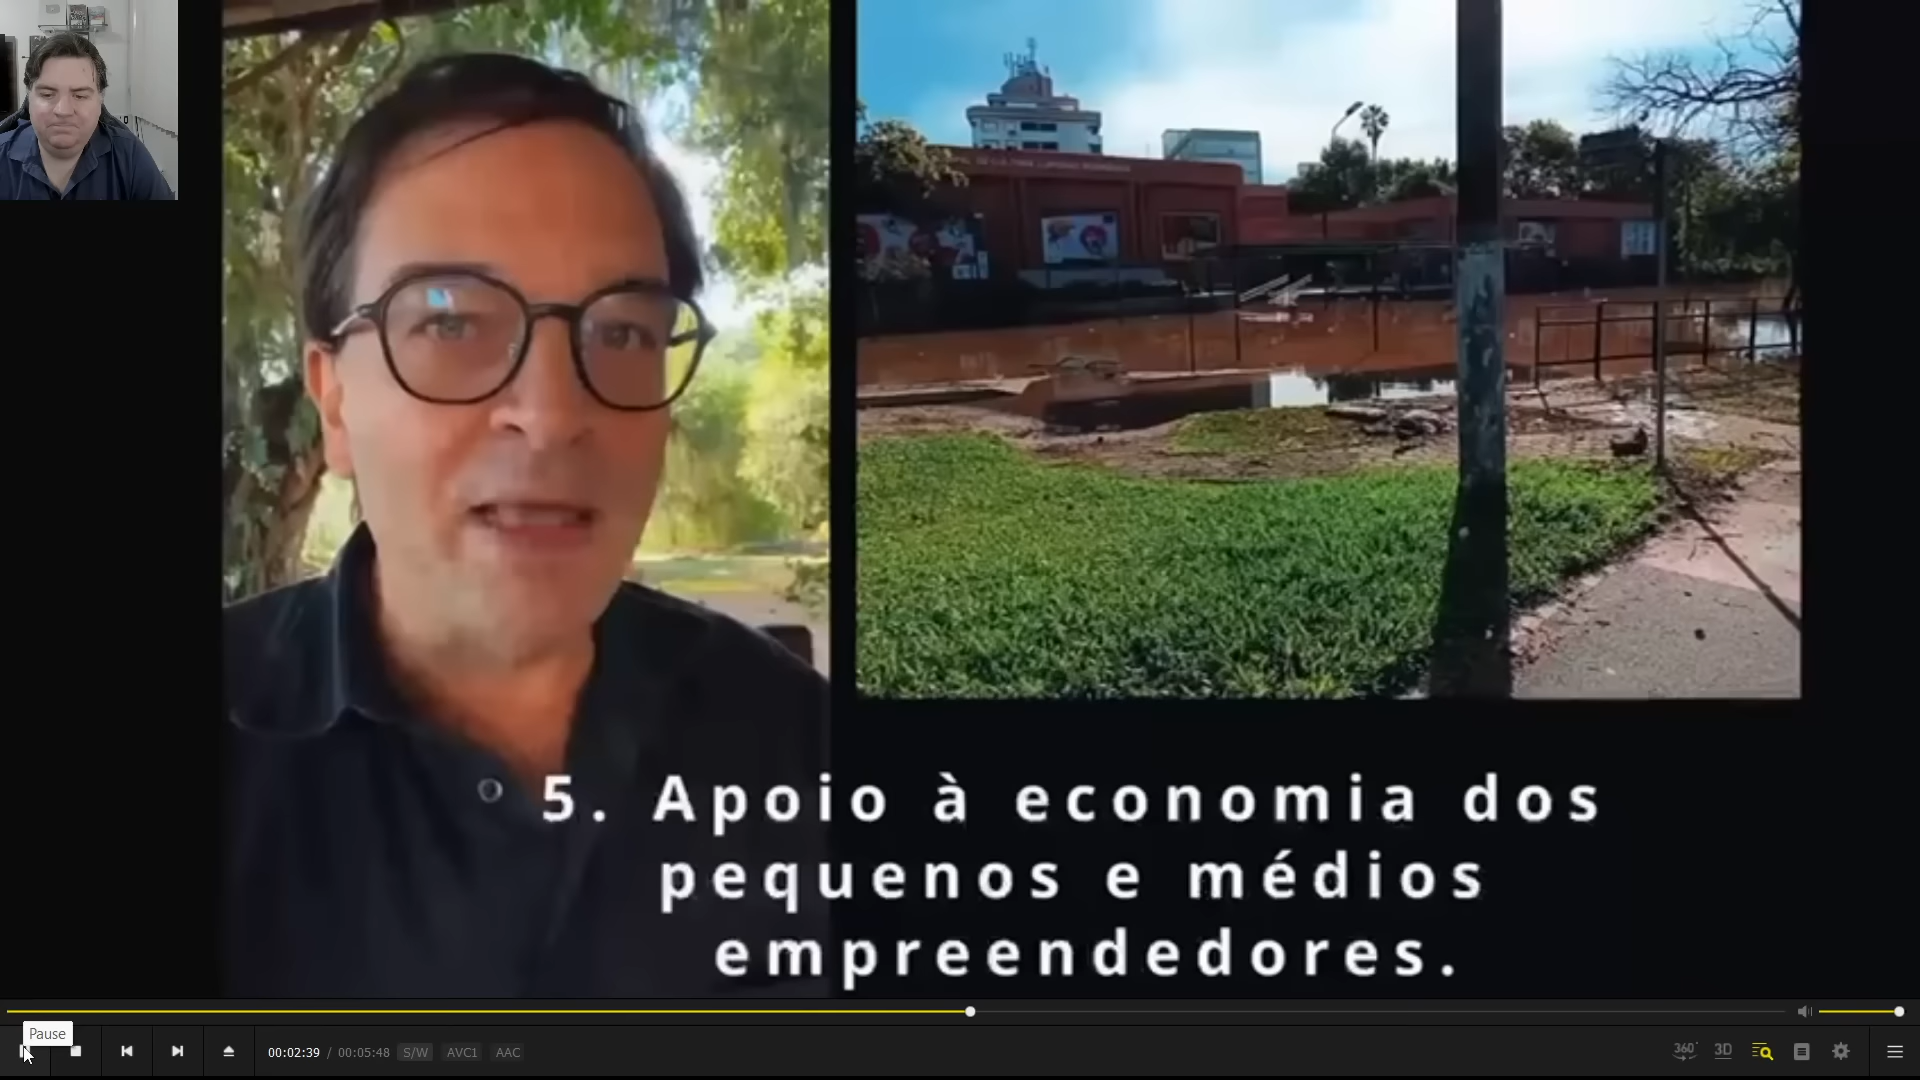 5. Apoio à economia dos
pequenos e médios
empreendedores.
Pause
00:02:39 / 00:05:48 S/W AVC1 AAC
360° 3D